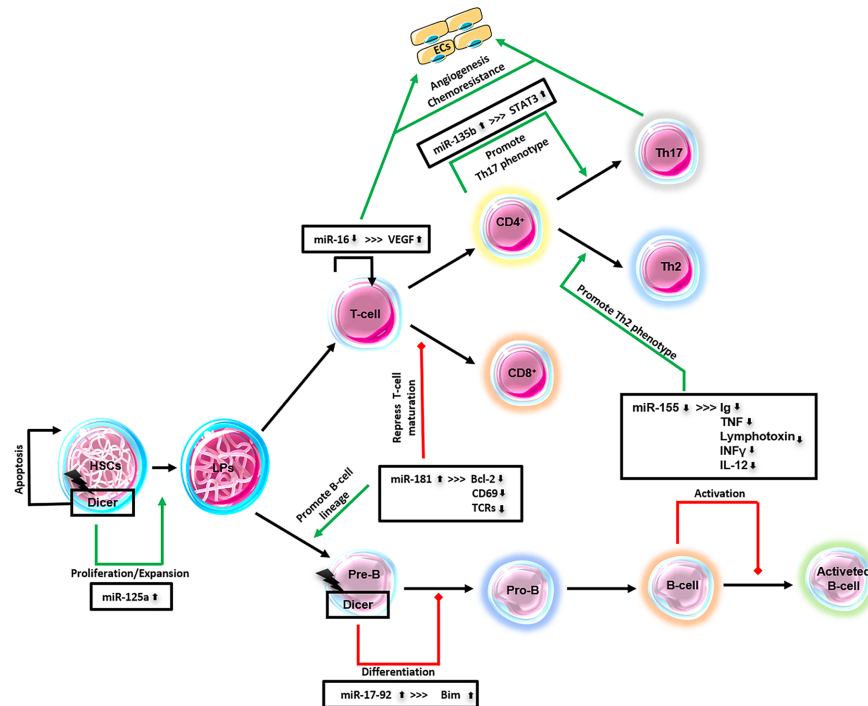 ECs
Angiogenesis
Chemoresistance
miR-135b ⬆ >>> STAT3 ⬆
Promote
Th17 phenotype
Th17
CD4⁺
miR-16 ⬇ >>> VEGF ⬆
Th2
T-cell
Promote Th2 phenotype
CD8⁺
Repress T-cell
maturation
miR-155 ⬇ >>> Ig ⬇
TNF ⬇
Lymphotoxin ⬇
INFγ ⬇
IL-12 ⬇
Apoptosis
HSCs
LPs
Dicer
Promote B-cell
lineage
miR-181 ⬆ >>> Bcl-2 ⬇
CD69 ⬇
TCRs ⬇
Activation
Proliferation/Expansion
miR-125a ⬆
Pre-B
Dicer
Pro-B
B-cell
Activeted
B-cell
Differentiation
miR-17-92 ⬆ >>> Bim ⬆